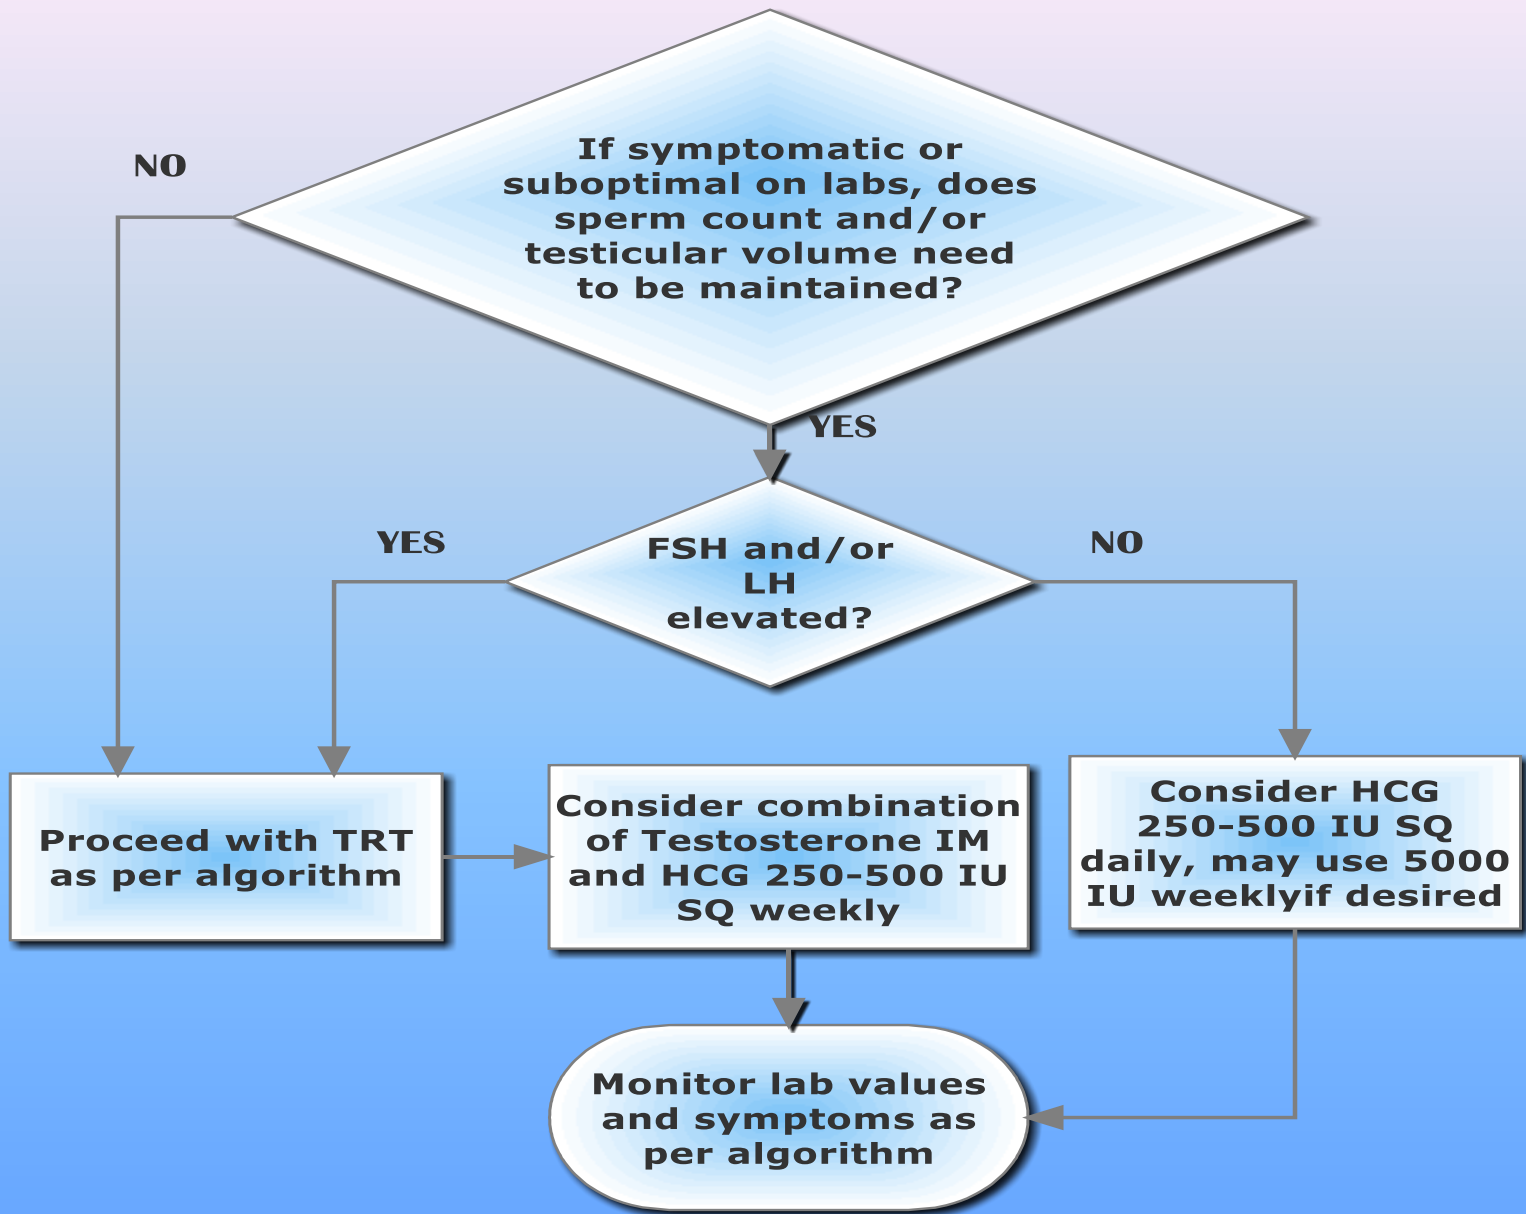 If symptomatic or
suboptimal on labs, does
sperm count and/or
testicular volume need
to be maintained?
NO
YES
FSH and/or
LH
elevated?
YES
NO
Proceed with TRT
as per algorithm
Consider combination
of Testosterone IM
and HCG 250-500 IU
SQ weekly
Consider HCG
250-500 IU SQ
daily, may use 5000
IU weeklyif desired
Monitor lab values
and symptoms as
per algorithm